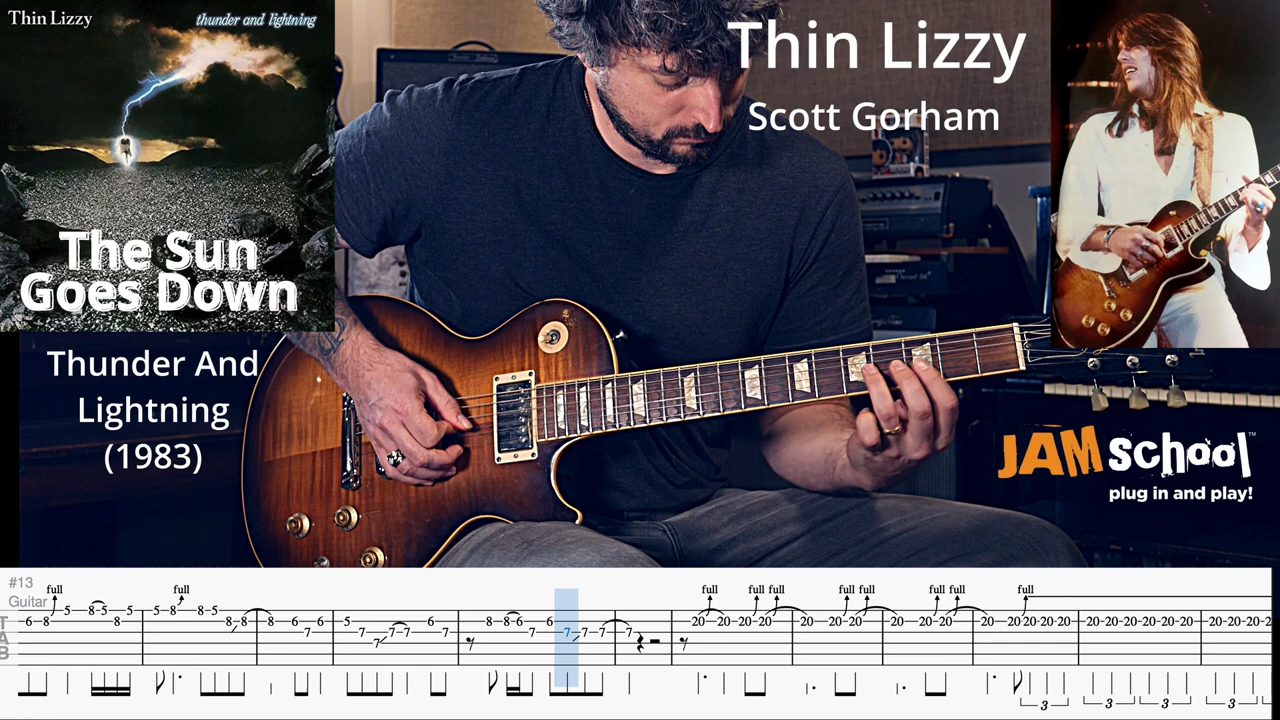 Thin Lizzy
thunder and lightning
The Sun
Goes Down
Thunder And
Lightning
(1983)
Thin Lizzy
Scott Gorham
JAM school™
plug in and play!
#13
Guitar
full full full full full full full full full full
T
A
B
6 8 5 8 5 8 5 5 8 8 5 8 8 8 6 7 6 5 7 7 7 7 6 7 8 8 6 7 6 7 7 7 7 20 20 20 20 20 20 20 20 20 20 20 20 20 20 20 20 20 20 20 20 20 20 20 20 20 20
3 3 3 3